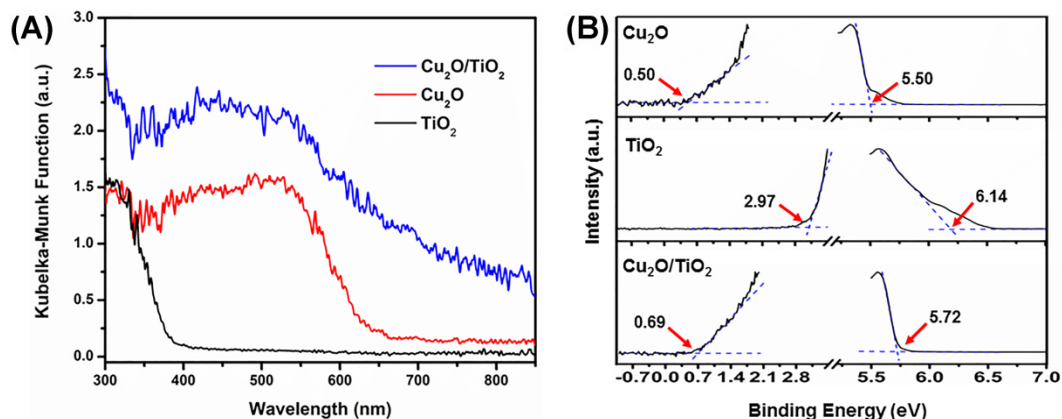 (A)
Kubelka-Munk Function (a.u.)
3.0
2.5
2.0
1.5
1.0
0.5
0.0
Cu₂O/TiO₂
Cu₂O
TiO₂
300 400 500 600 700 800
Wavelength (nm)
(B)
Intensity (a.u.)
Cu₂O
0.50
5.50
TiO₂
2.97
6.14
Cu₂O/TiO₂
0.69
5.72
-0.7 0.0 0.7 1.4 2.1 2.8 5.5 6.0 6.5 7.0
Binding Energy (eV)